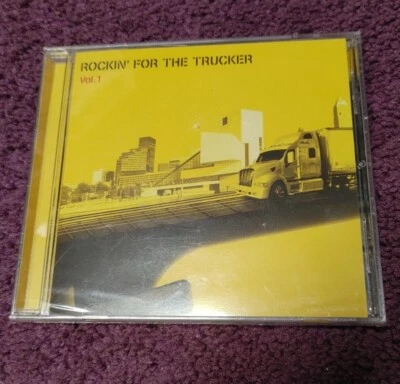 ROCKIN' FOR THE TRUCKER
Vol.1